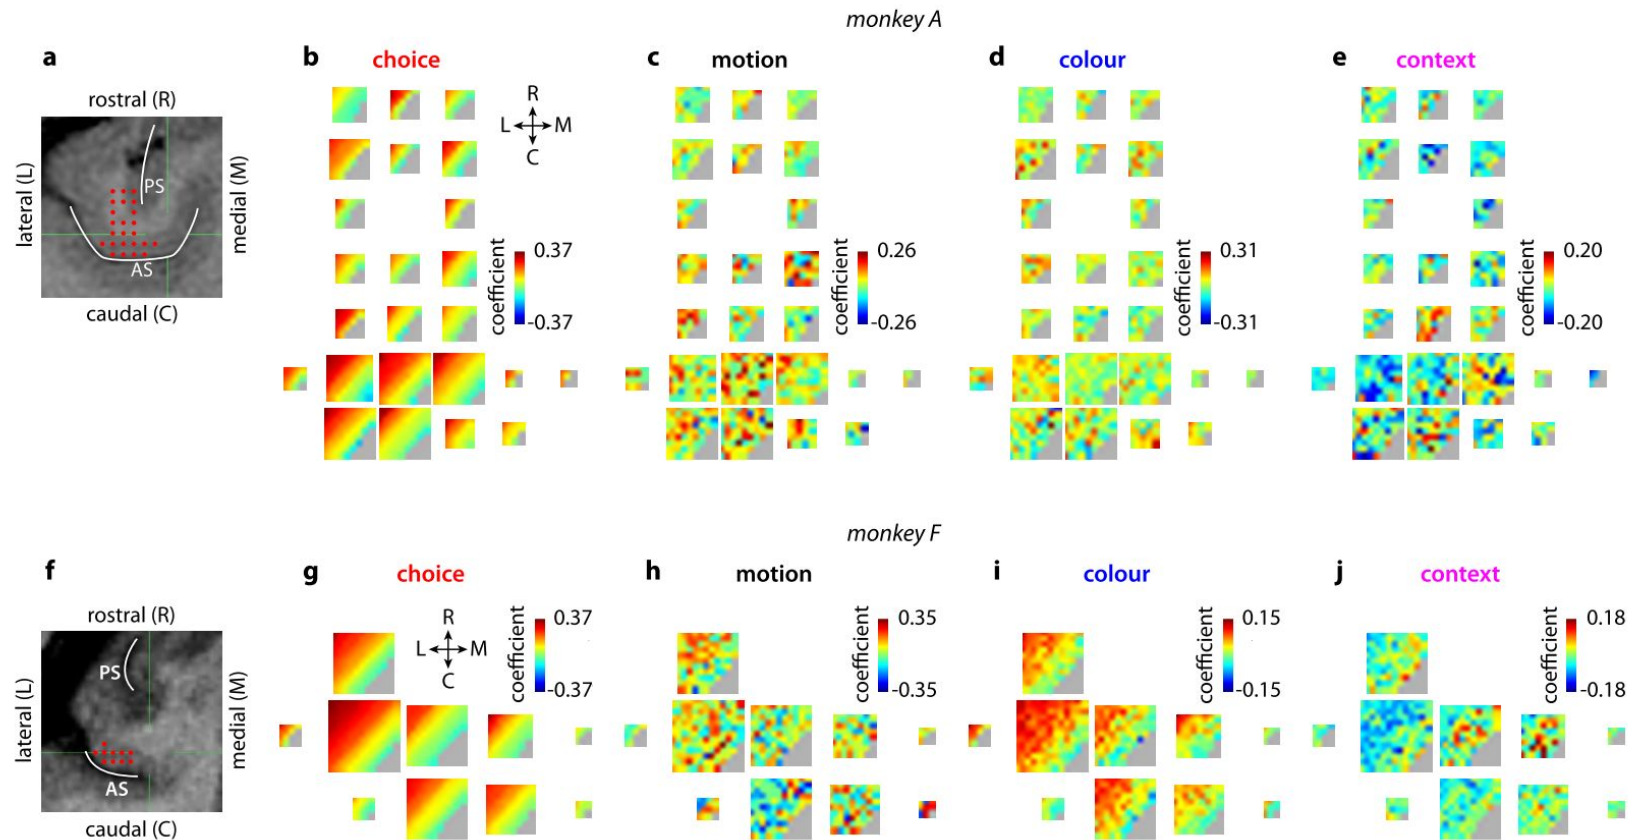 monkey A
a
rostral (R)
lateral (L)
PS
AS
medial (M)
caudal (C)
b
choice
R
L
M
C
coefficient
0.37
-0.37
c
motion
coefficient
0.26
-0.26
d
colour
coefficient
0.31
-0.31
e
context
coefficient
0.20
-0.20
monkey F
f
rostral (R)
lateral (L)
PS
AS
medial (M)
caudal (C)
g
choice
R
L
M
C
coefficient
0.37
-0.37
h
motion
coefficient
0.35
-0.35
i
colour
coefficient
0.15
-0.15
j
context
coefficient
0.18
-0.18